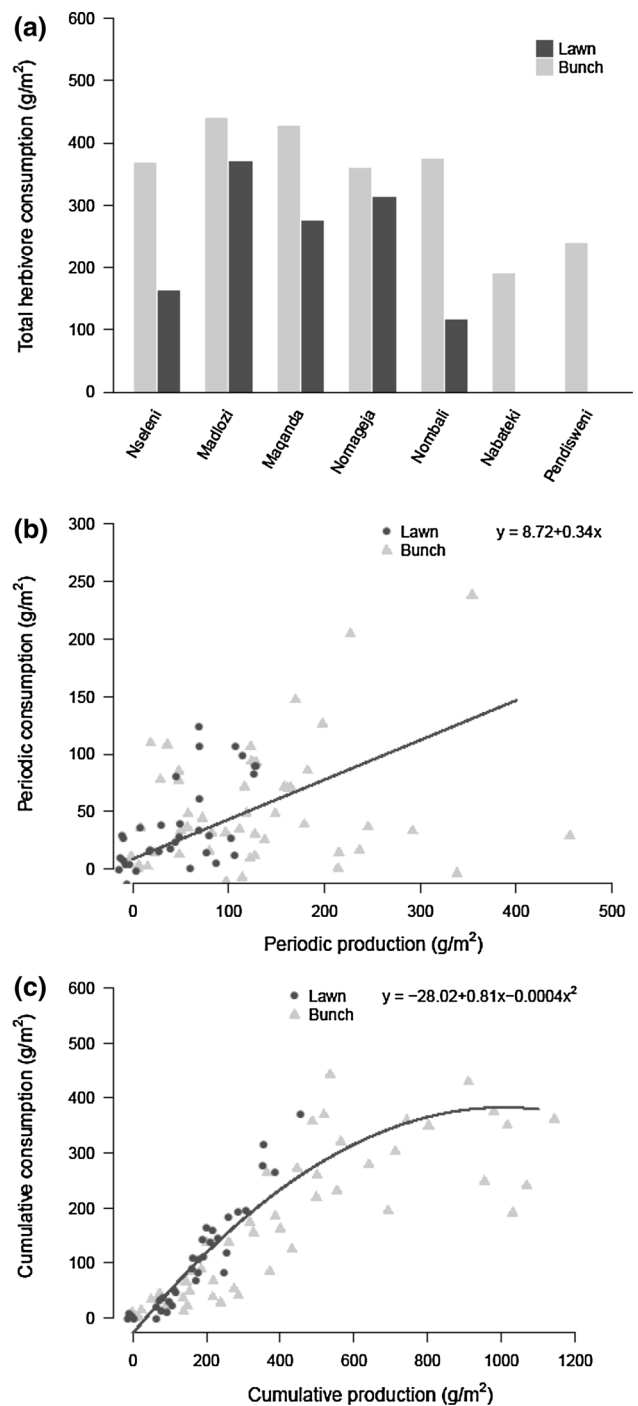 (a)
Total herbivore consumption (g/m²)
600
500
400
300
200
100
0
Lawn
Bunch
Nseleni
Madlozi
Maqanda
Nomageja
Nombali
Nabateki
Pendisweni
(b)
Periodic consumption (g/m²)
300
250
200
150
100
50
0
Lawn
Bunch
y = 8.72+0.34x
0 100 200 300 400 500
Periodic production (g/m²)
(c)
Cumulative consumption (g/m²)
600
500
400
300
200
100
0
Lawn
Bunch
y = −28.02+0.81x−0.0004x²
0 200 400 600 800 1000 1200
Cumulative production (g/m²)